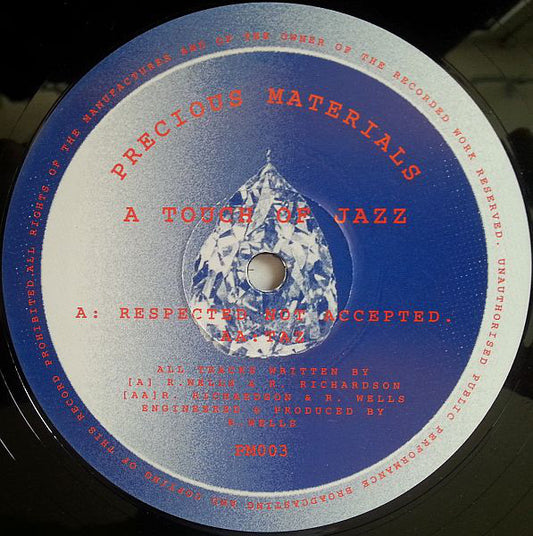 PRECIOUS MATERIALS
A TOUCH OF JAZZ
A: RESPECTED NOT ACCEPTED.
AA:TAZ
ALL TRACKS WRITTEN BY
[A] R.WELLS & R. RICHARDSON
[AA]R. RICHARDSON & R. WELLS
ENGINEERED & PRODUCED BY
R WELLS
PM003
ALL RIGHTS OF THE MANUFACTURER AND OF THE OWNER OF THE RECORDED WORK RESERVED. UNAUTHORISED PUBLIC PERFORMANCE BROADCASTING AND COPYING OF THIS RECORD PROHIBITED.